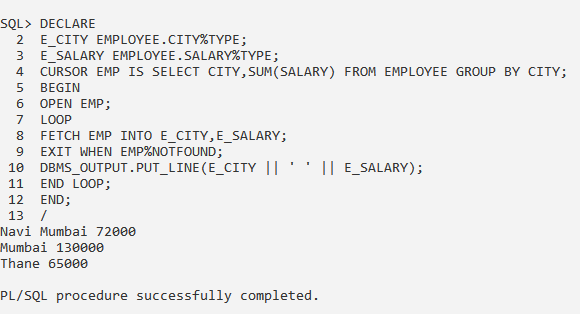 SQL> DECLARE
  2  E_CITY EMPLOYEE.CITY%TYPE;
  3  E_SALARY EMPLOYEE.SALARY%TYPE;
  4  CURSOR EMP IS SELECT CITY,SUM(SALARY) FROM EMPLOYEE GROUP BY CITY;
  5  BEGIN
  6  OPEN EMP;
  7  LOOP
  8  FETCH EMP INTO E_CITY,E_SALARY;
  9  EXIT WHEN EMP%NOTFOUND;
 10  DBMS_OUTPUT.PUT_LINE(E_CITY || ' ' || E_SALARY);
 11  END LOOP;
 12  END;
 13  /
Navi Mumbai 72000
Mumbai 130000
Thane 65000
PL/SQL procedure successfully completed.